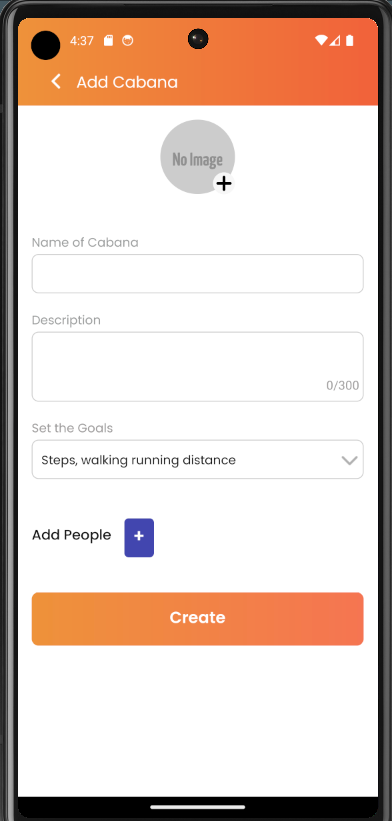 4:37
Add Cabana
No Image
+
Name of Cabana
Description
0/300
Set the Goals
Steps, walking running distance
Add People +
Create